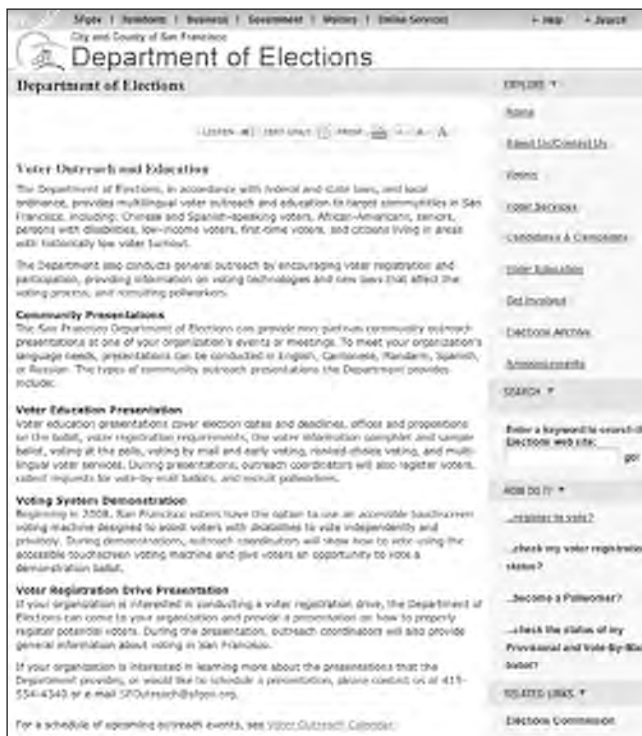 SFgov | Residents | Business | Government | Visitors | Online Services
Help
Search
City and County of San Francisco
Department of Elections
Department of Elections
LISTEN
TEXT ONLY
PRINT
A
A
Voter Outreach and Education
The Department of Elections, in accordance with federal and state laws, and local
ordinance, provides multilingual voter outreach and education to target communities in San
Francisco, including: Chinese and Spanish-speaking voters, African-Americans, seniors,
persons with disabilities, low-income voters, first-time voters, and citizens living in areas
with historically low voter turnout.
The Department also conducts general outreach by encouraging voter registration and
participation, providing information on voting technologies and new laws that affect the
voting process, and recruiting pollworkers.
Community Presentations
The San Francisco Department of Elections can provide non-partisan community outreach
presentations at one of your organization's events or meetings. To meet your organization's
language needs, presentations can be conducted in English, Cantonese, Mandarin, Spanish,
or Russian. The types of community outreach presentations the Department provides
include:
Voter Education Presentation
Voter education presentations cover election dates and deadlines, offices and propositions
on the ballot, voter registration requirements, the voter information pamphlet and sample
ballot, voting at the polls, voting by mail and early voting, ranked-choice voting, and multi-
lingual voter services. During presentations, outreach coordinators will also register voters,
collect requests for vote-by-mail ballots, and recruit pollworkers.
Voting System Demonstration
Beginning in 2008, San Francisco voters have the option to use an accessible touchscreen
voting machine designed to assist voters with disabilities to vote independently and
privately. During demonstrations, outreach coordinators will show how to vote using the
accessible touchscreen voting machine and give voters an opportunity to vote a
demonstration ballot.
Voter Registration Drive Presentation
If your organization is interested in conducting a voter registration drive, the Department of
Elections can come to your organization and provide a presentation on how to properly
register potential voters. During the presentation, outreach coordinators will also provide
general information about voting in San Francisco.
If your organization is interested in learning more about the presentations that the
Department provides, or would like to schedule a presentation, please contact us at 415-
554-4340 or e-mail SFOutreach@sfgov.org.
For a schedule of upcoming outreach events, see Voter Outreach Calendar.
EXPLORE
Home
About Us/Contact Us
Voting
Voter Services
Candidates & Campaigns
Voter Education
Get Involved
Elections Archive
Announcements
SEARCH
Enter a keyword to search th
Elections web site:
go!
HOW DO I?
...register to vote?
...check my voter registratio
status?
...become a Pollworker?
...check the status of my
Provisional and Vote-By-Mai
ballot?
RELATED LINKS
Elections Commission